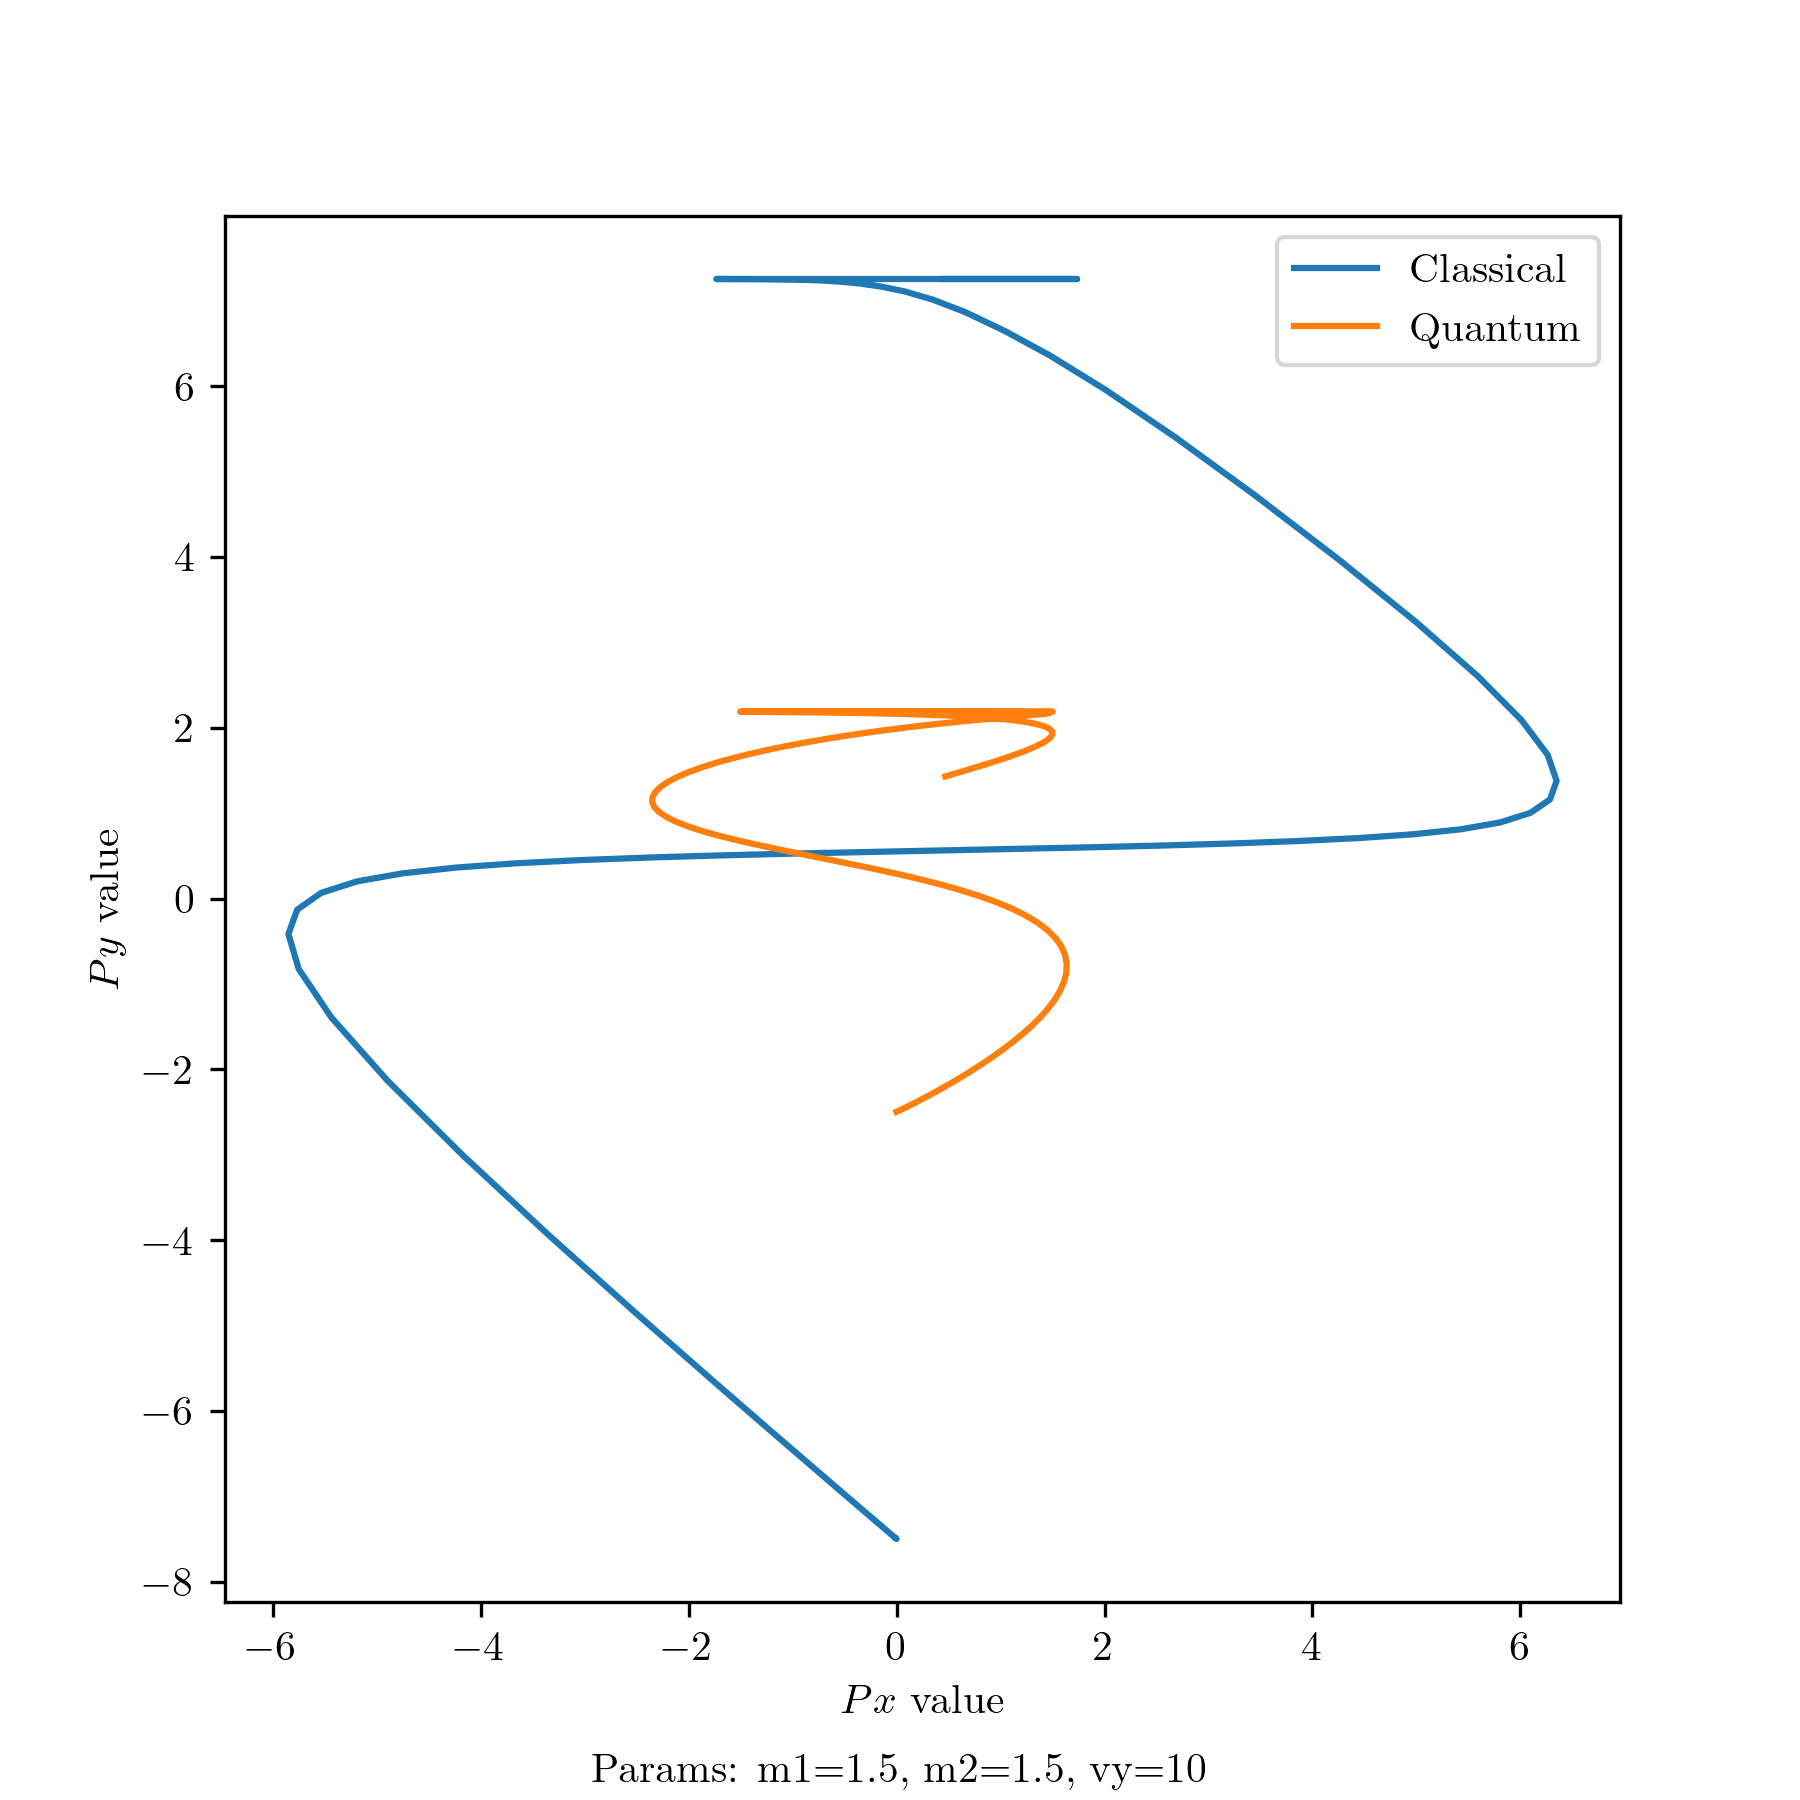 Classical
Quantum
6
4
2
0
−2
−4
−6
−8
Py value
−6 −4 −2 0 2 4 6
Px value
Params: m1=1.5, m2=1.5, vy=10